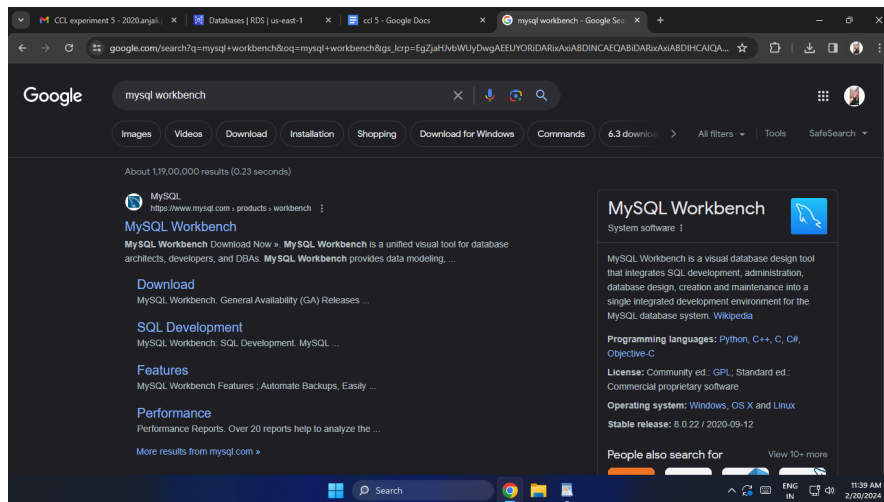 CCL experiment 5 - 2020.anjali.
Databases | RDS | us-east-1
ccl 5 - Google Docs
mysql workbench - Google Sea
google.com/search?q=mysql+workbench&oq=mysql+workbench&gs_lcrp=EgZjaHJvbWUyDwgAEEUYORiDARixAxiABDINCAEQABiDARixAxiABDIHCAIQA...
Google
mysql workbench
Images
Videos
Download
Installation
Shopping
Download for Windows
Commands
6.3 downloa
All filters
Tools
SafeSearch
About 1,19,00,000 results (0.23 seconds)
MySQL
https://www.mysql.com › products › workbench
MySQL Workbench
MySQL Workbench Download Now ». MySQL Workbench is a unified visual tool for database
architects, developers, and DBAs. MySQL Workbench provides data modeling, ...
Download
MySQL Workbench. General Availability (GA) Releases ...
SQL Development
MySQL Workbench: SQL Development. MySQL ...
Features
MySQL Workbench Features ; Automate Backups, Easily ...
Performance
Performance Reports. Over 20 reports help to analyze the ...
More results from mysql.com »
MySQL Workbench
System software
MySQL Workbench is a visual database design tool
that integrates SQL development, administration,
database design, creation and maintenance into a
single integrated development environment for the
MySQL database system. Wikipedia
Programming languages: Python, C++, C, C#,
Objective-C
License: Community ed.: GPL; Standard ed.:
Commercial proprietary software
Operating system: Windows, OS X and Linux
Stable release: 8.0.22 / 2020-09-12
People also search for
View 10+ more
Search
ENG
IN
11:39 AM
2/20/2024